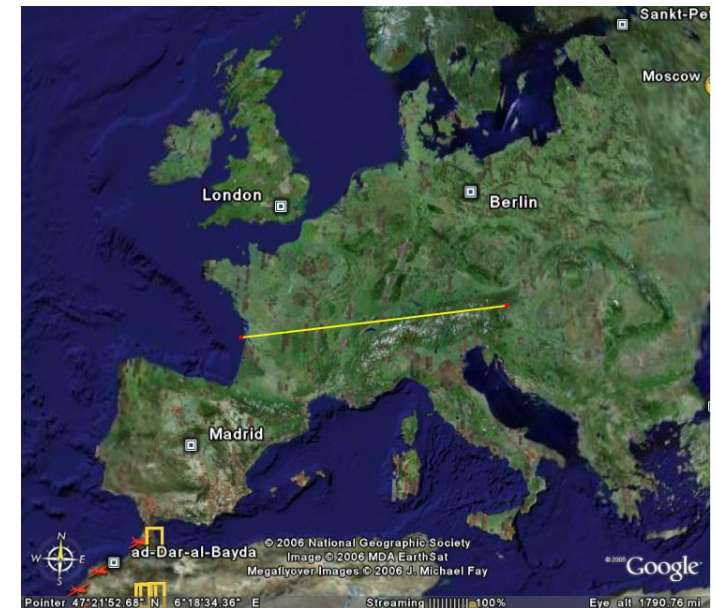 Sankt-Pet
Moscow
London
Berlin
Madrid
N
W E
S
ad-Dar-al-Bayda
© 2006 National Geographic Society
Image © 2006 MDA EarthSat
Megaflyover Images © 2006 J. Michael Fay
©2005 Google
Pointer 47°21'52.68" N 6°18'34.36" E Streaming |||||||||| 100% Eye alt 1790.76 mi